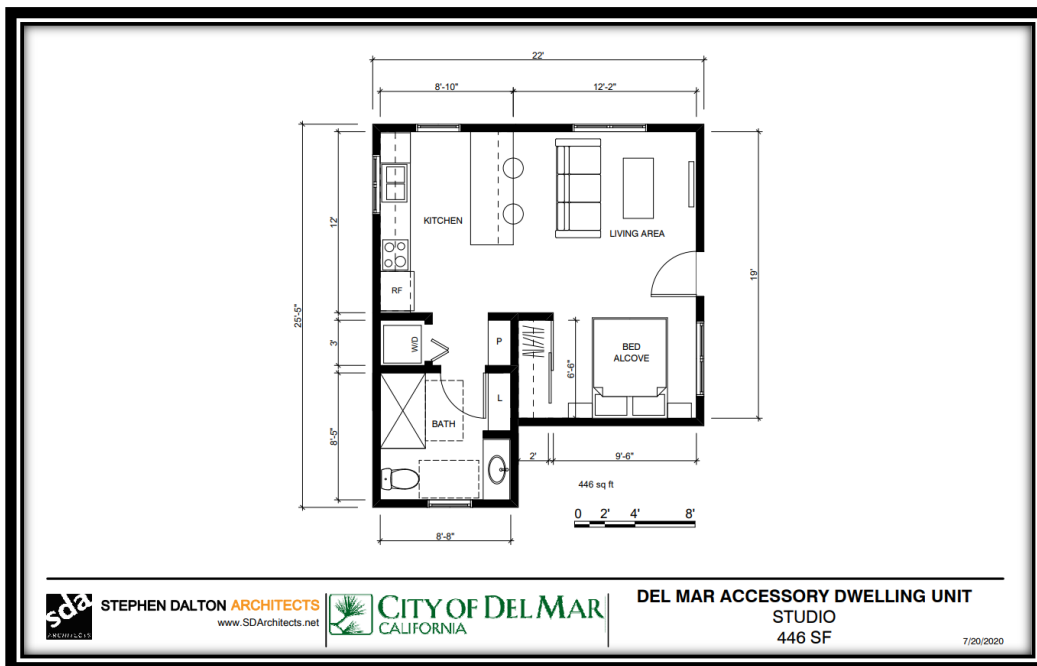 22'
8'-10"
12'-2"
25'-5"
12'
3'
8'-5"
19'
KITCHEN
LIVING AREA
RF
W/D
P
BED
ALCOVE
6'-6"
L
BATH
2'
9'-6"
446 sq ft
0 2' 4' 8'
8'-8"
sda
ARCHITECTS
STEPHEN DALTON ARCHITECTS
www.SDArchitects.net
CITY OF DEL MAR
CALIFORNIA
DEL MAR ACCESSORY DWELLING UNIT
STUDIO
446 SF
7/20/2020